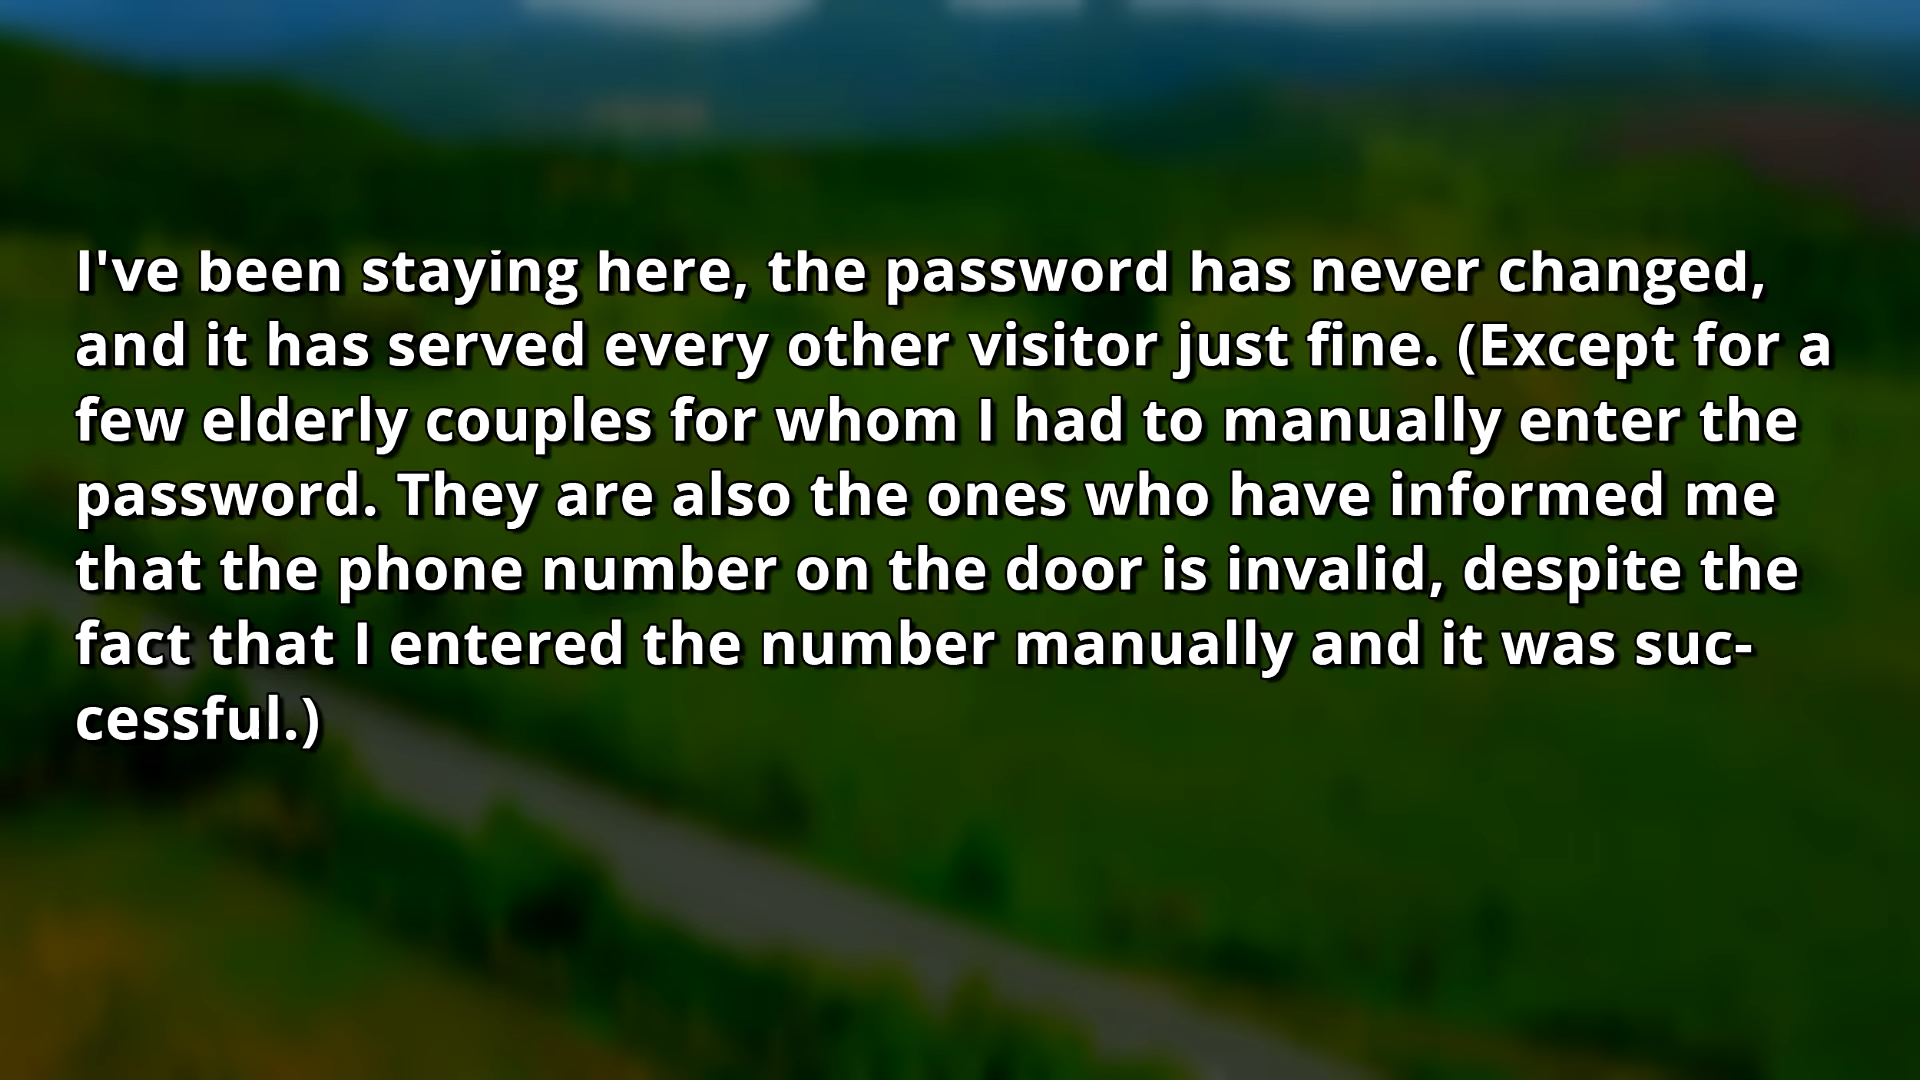 I've been staying here, the password has never changed,
and it has served every other visitor just fine. (Except for a
few elderly couples for whom I had to manually enter the
password. They are also the ones who have informed me
that the phone number on the door is invalid, despite the
fact that I entered the number manually and it was suc-
cessful.)